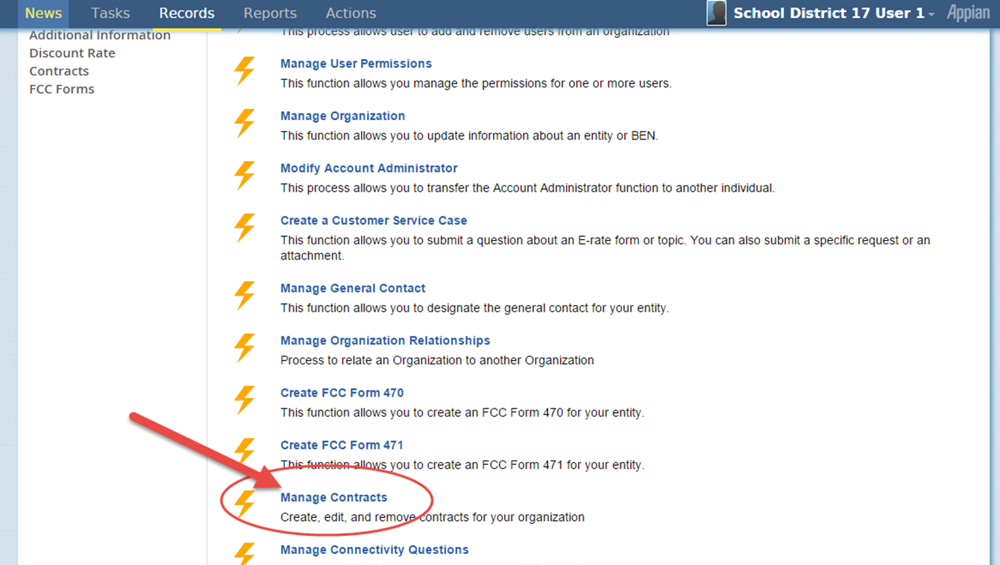 News Tasks Records Reports Actions School District 17 User 1 Appian
Additional Information
Discount Rate
Contracts
FCC Forms
This process allows user to add and remove users from an organization
Manage User Permissions
This function allows you manage the permissions for one or more users.
Manage Organization
This function allows you to update information about an entity or BEN.
Modify Account Administrator
This process allows you to transfer the Account Administrator function to another individual.
Create a Customer Service Case
This function allows you to submit a question about an E-rate form or topic. You can also submit a specific request or an
attachment.
Manage General Contact
This function allows you to designate the general contact for your entity.
Manage Organization Relationships
Process to relate an Organization to another Organization
Create FCC Form 470
This function allows you to create an FCC Form 470 for your entity.
Create FCC Form 471
This function allows you to create an FCC Form 471 for your entity.
Manage Contracts
Create, edit, and remove contracts for your organization
Manage Connectivity Questions